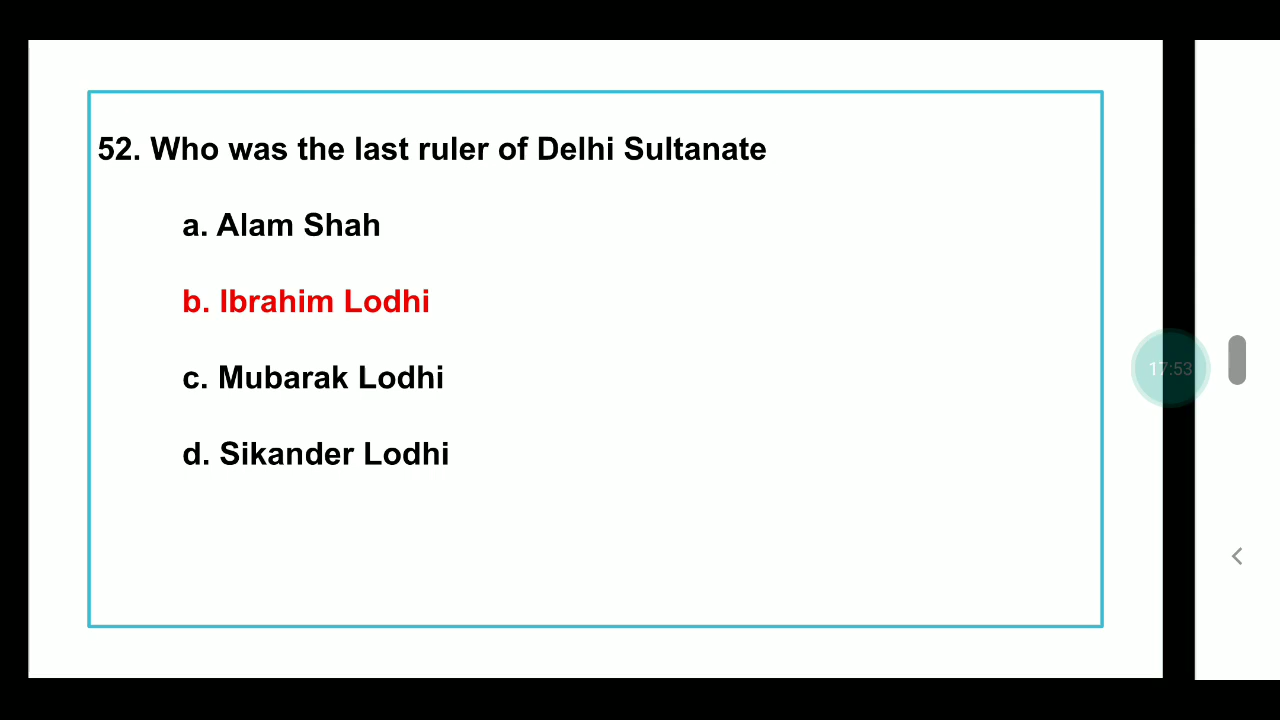 52. Who was the last ruler of Delhi Sultanate
a. Alam Shah
b. Ibrahim Lodhi
c. Mubarak Lodhi
d. Sikander Lodhi
17:53